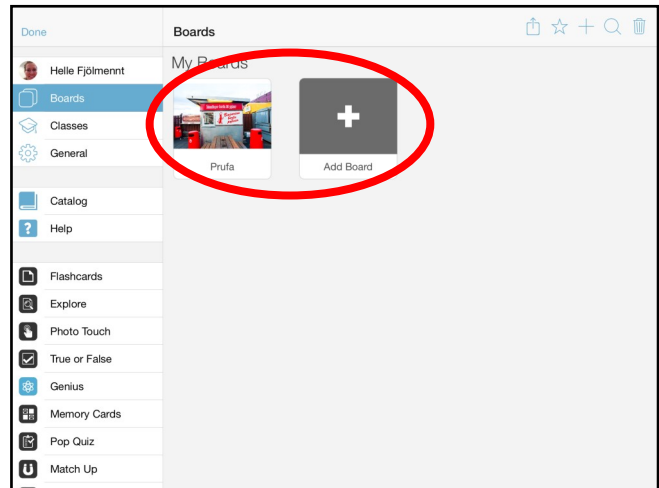 Done
Boards
Helle Fjölmennt
Boards
Classes
General
Catalog
Help
Flashcards
Explore
Photo Touch
True or False
Genius
Memory Cards
Pop Quiz
Match Up
My Boards
Prufa
Add Board